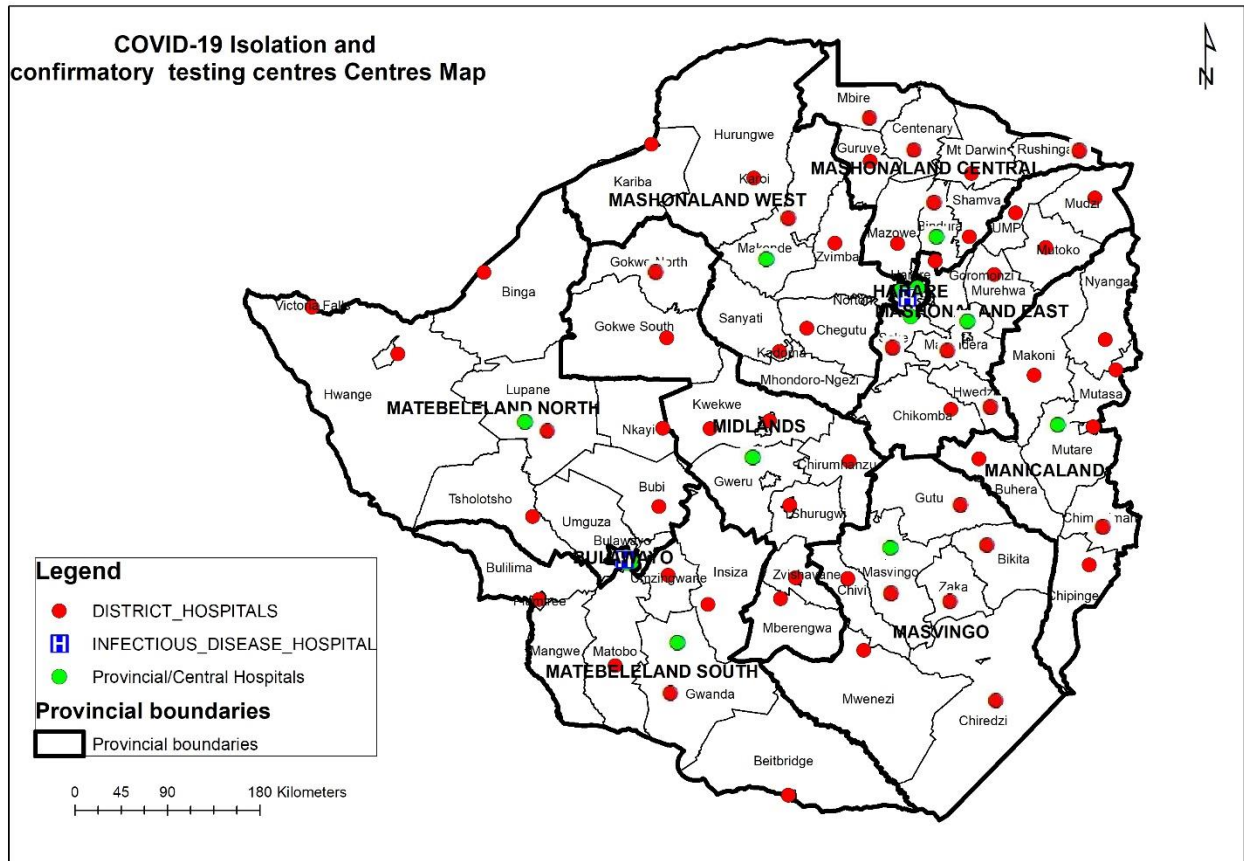 COVID-19 Isolation and
confirmatory testing centres Centres Map
N
Mbire
Centenary
Hurungwe
Guruve
Mt Darwin
Rushinga
MASHONALAND CENTRAL
Kariba
Karoi
MASHONALAND WEST
Shamva
Mudzi
Bindura
UMP
Mazowe
Mutoko
Makonde
Zvimba
Gokwe North
Goromonzi
Nyanga
Binga
Harare
Murehwa
HARARE
Norton
Victoria Falls
MASHONALAND EAST
Sanyati
Gokwe South
Chegutu
Kadoma
Makoni
Mhondoro-Ngezi
Hwange
Lupane
Hwedza
Mutasa
MATEBELELAND NORTH
Kwekwe
Chikomba
Nkayi
MIDLANDS
Mutare
Chirumhanzu
MANICALAND
Gweru
Buhera
Bubi
Gutu
Tsholotsho
Umguza
Shurugwi
Bulawayo
BULAWAYO
Bikita
Bulilima
Umzingwane
Insiza
Zvishavane
Masvingo
Chivi
Zaka
Chipinge
Mberengwa
MASVINGO
Mangwe
Matobo
MATEBELELAND SOUTH
Gwanda
Mwenezi
Chiredzi
Beitbridge
Legend
DISTRICT_HOSPITALS
H INFECTIOUS_DISEASE_HOSPITAL
Provincial/Central Hospitals
Provincial boundaries
Provincial boundaries
0 45 90 180 Kilometers